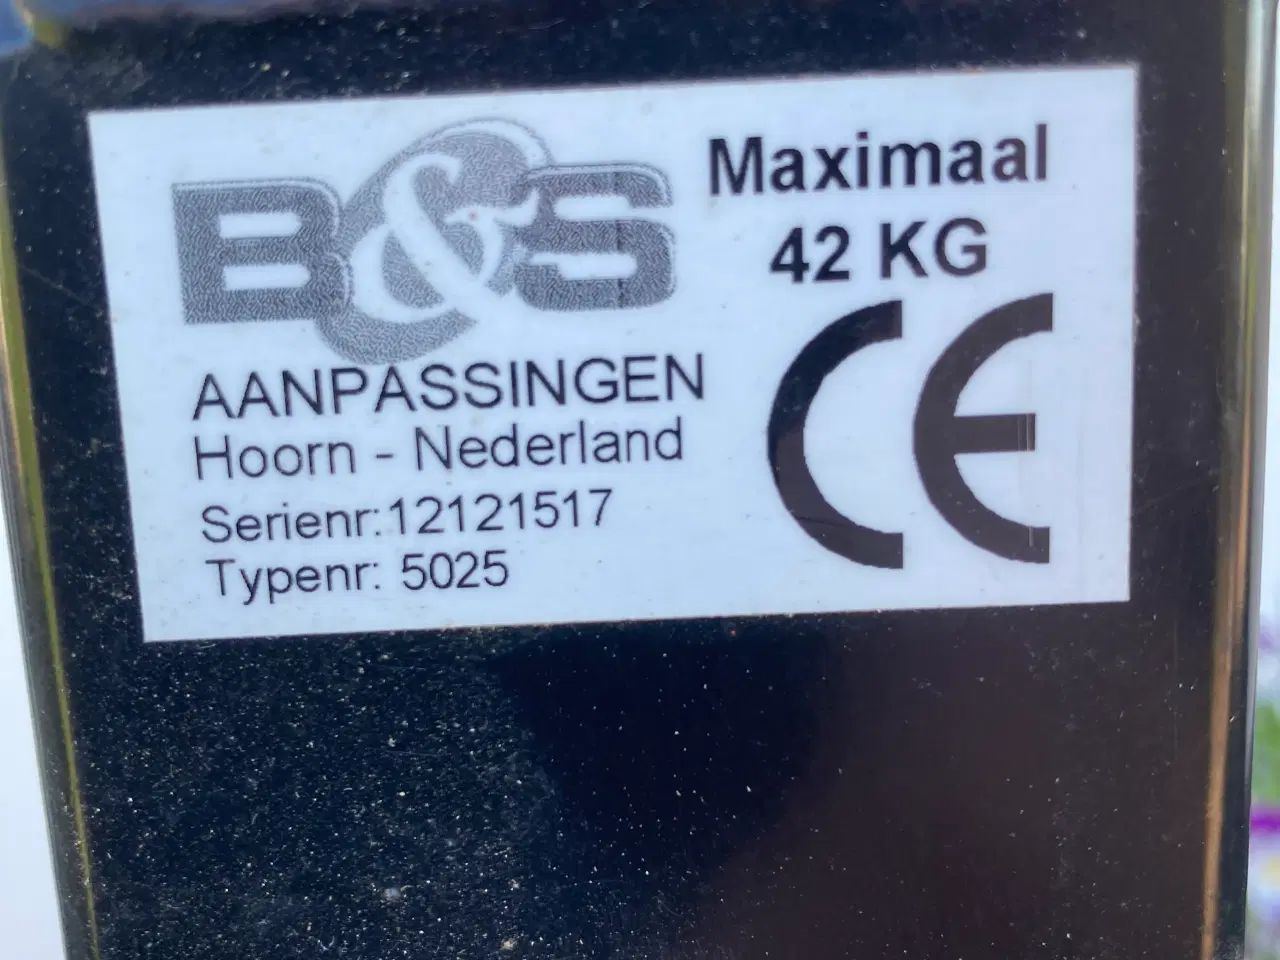 B&S
Maximaal
42 KG
AANPASSINGEN
Hoorn - Nederland
Serienr:12121517
Typenr: 5025
CE